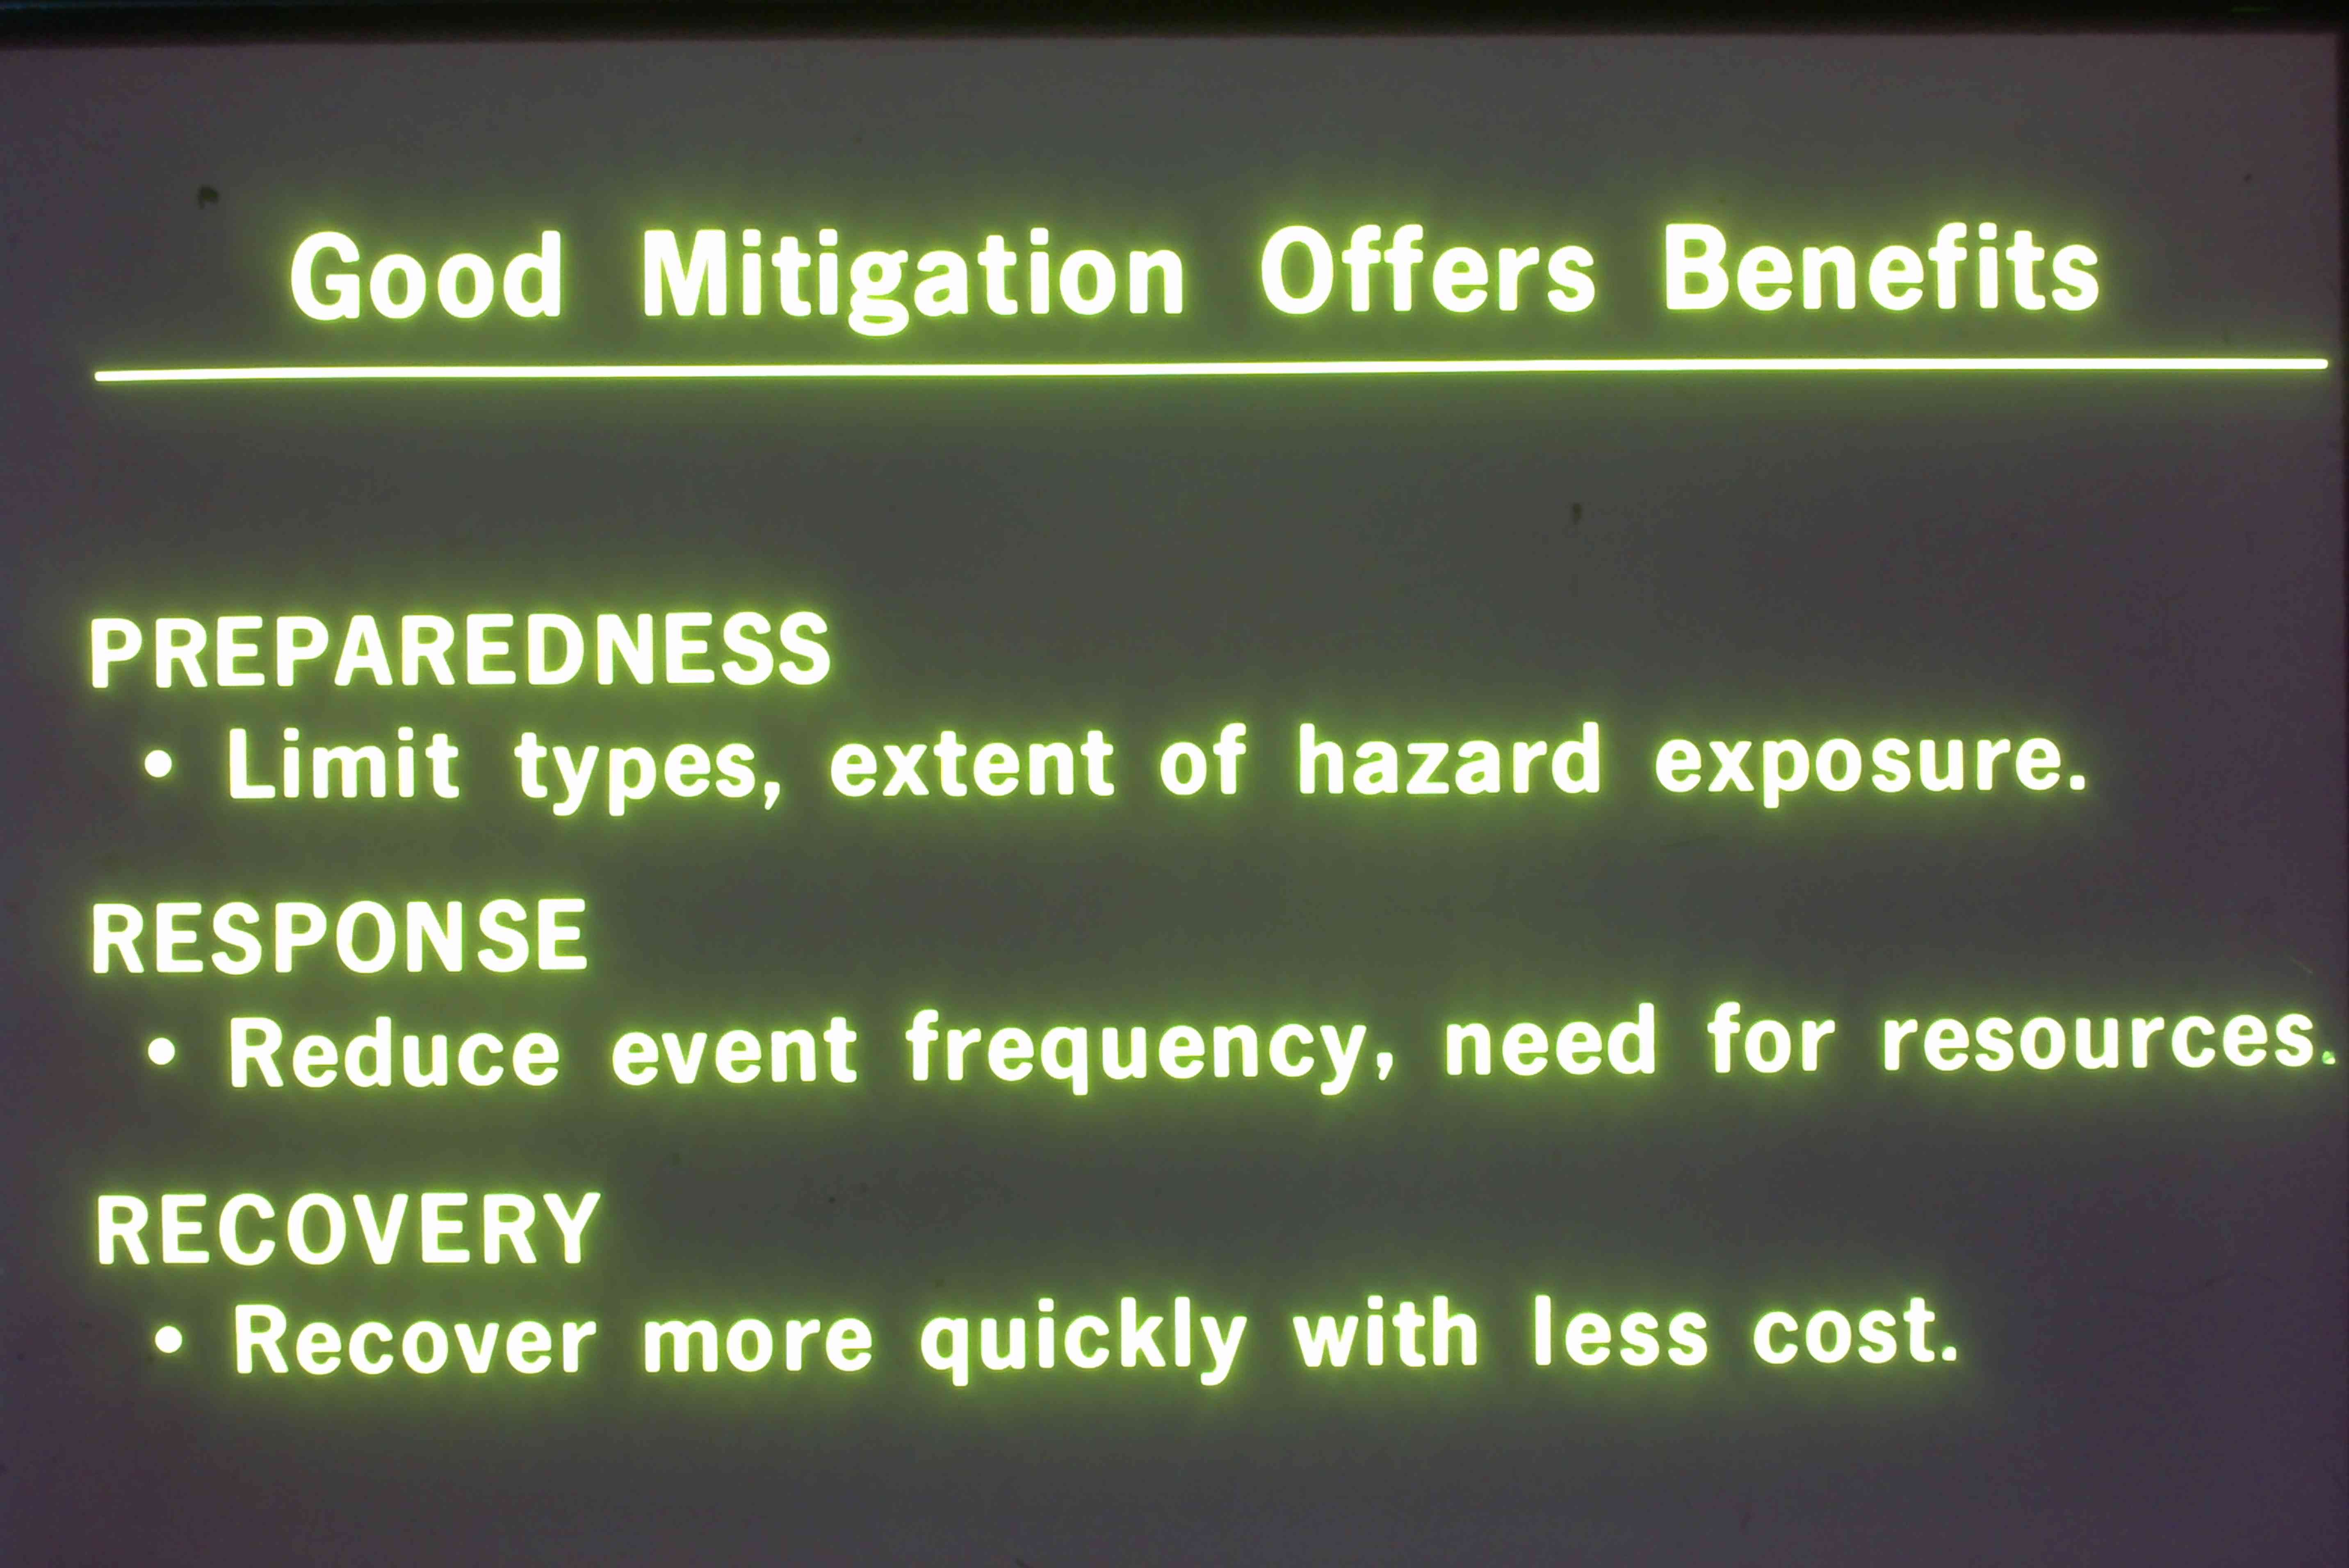 Good Mitigation Offers Benefits
PREPAREDNESS
• Limit types, extent of hazard exposure.
RESPONSE
• Reduce event frequency, need for resources.
RECOVERY
• Recover more quickly with less cost.